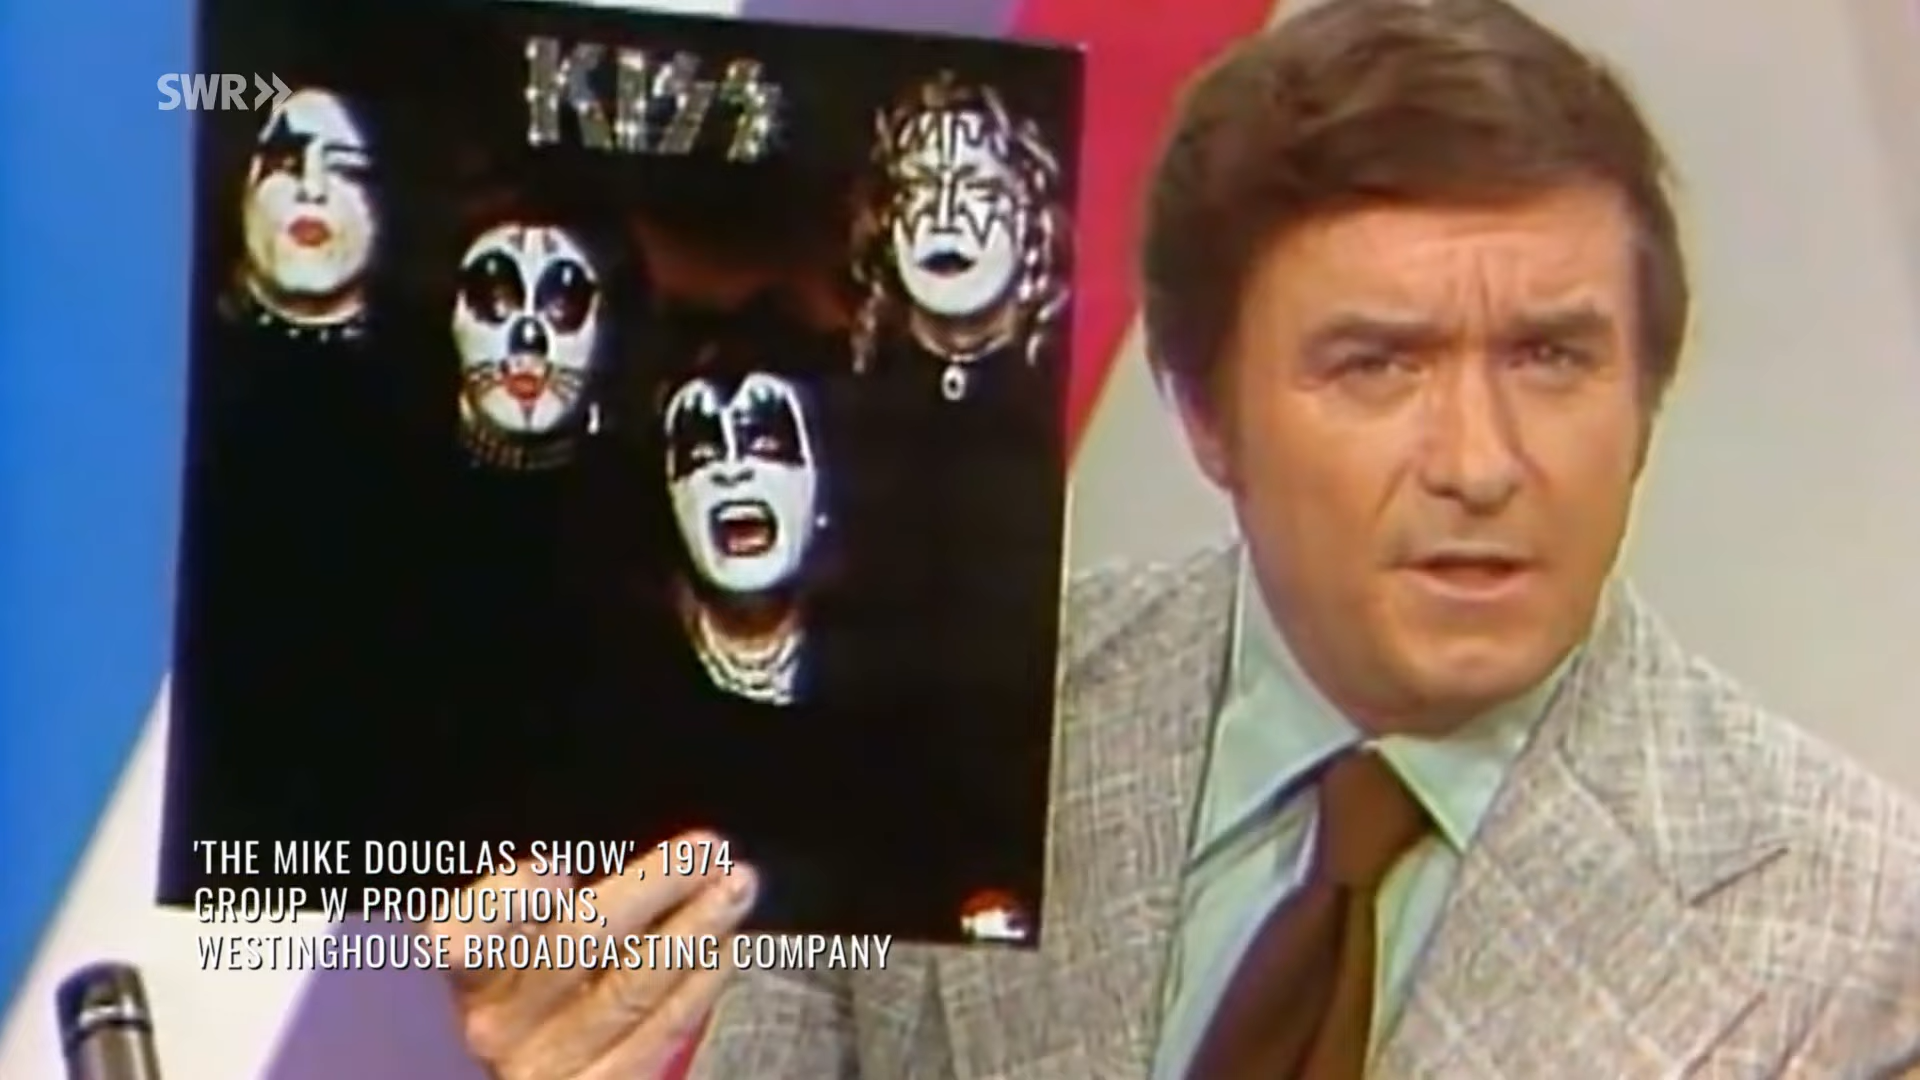 SWR»
KISS
'THE MIKE DOUGLAS SHOW', 1974
GROUP W PRODUCTIONS,
WESTINGHOUSE BROADCASTING COMPANY